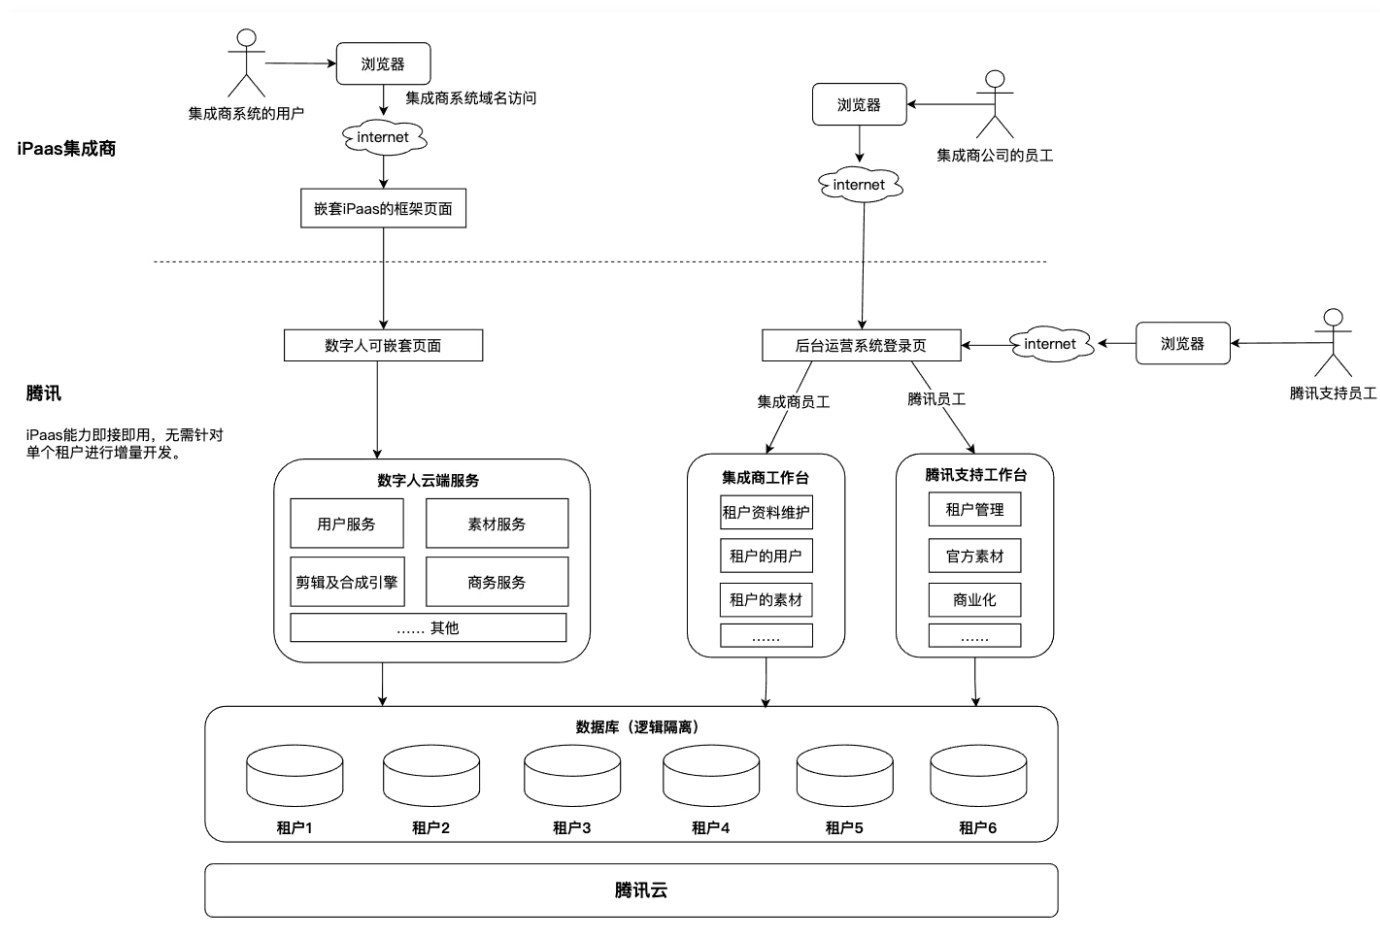 集成商系统的用户
浏览器
集成商系统域名访问
internet
嵌套iPaas的框架页面
iPaas集成商
浏览器
集成商公司的员工
internet
数字人可嵌套页面
后台运营系统登录页
internet
浏览器
腾讯支持员工
腾讯
iPaas能力即接即用，无需针对
单个租户进行增量开发。
集成商员工
腾讯员工
数字人云端服务
用户服务
素材服务
剪辑及合成引擎
商务服务
...... 其他
集成商工作台
租户资料维护
租户的用户
租户的素材
......
腾讯支持工作台
租户管理
官方素材
商业化
......
数据库（逻辑隔离）
租户1
租户2
租户3
租户4
租户5
租户6
腾讯云